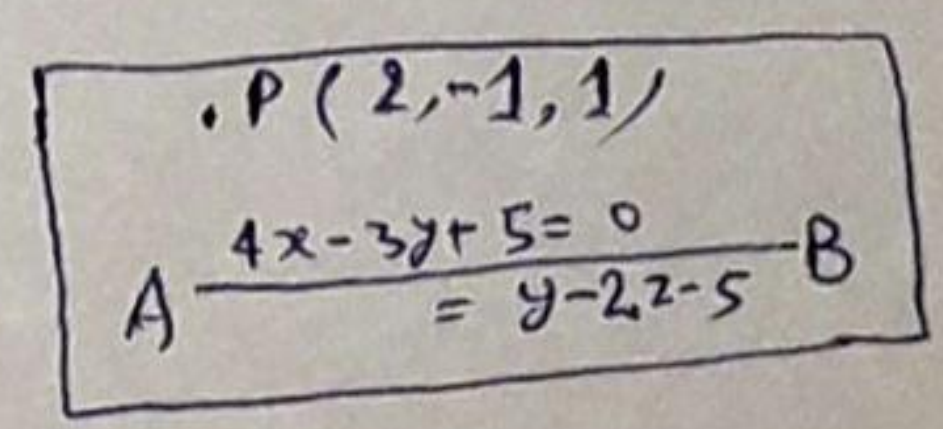 . P ( 2, -1, 1 )
4x - 3y + 5 = 0
A B
= y - 2z - 5